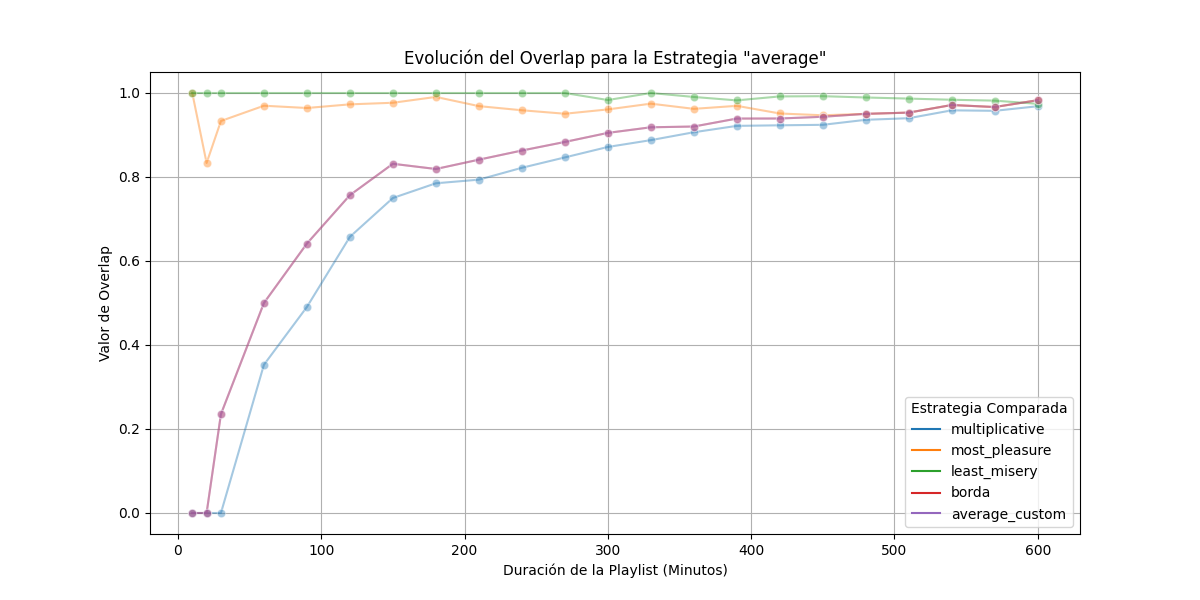 Evolución del Overlap para la Estrategia "average"
Valor de Overlap
1.0
0.8
0.6
0.4
0.2
0.0
0 100 200 300 400 500 600
Duración de la Playlist (Minutos)
Estrategia Comparada
multiplicative
most_pleasure
least_misery
borda
average_custom